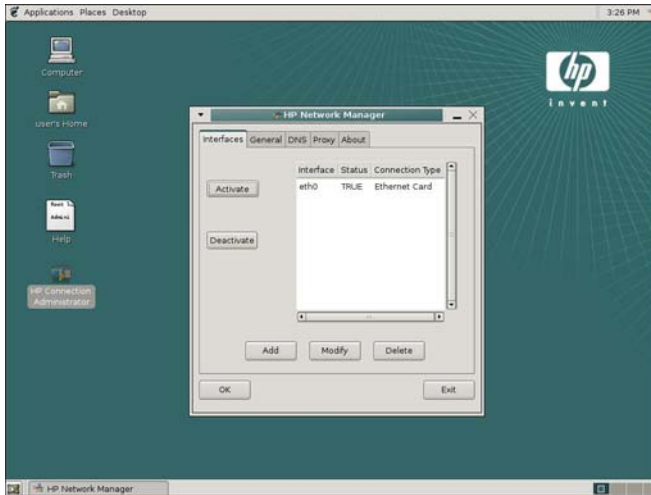 Applications Places Desktop
3:26 PM
Computer
user's Home
Trash
Help
HP Connection
Administrator
hp
invent
HP Network Manager
Interfaces General DNS Proxy About
Interface Status Connection Type
eth0 TRUE Ethernet Card
Activate
Deactivate
Add Modify Delete
OK Exit
HP Network Manager